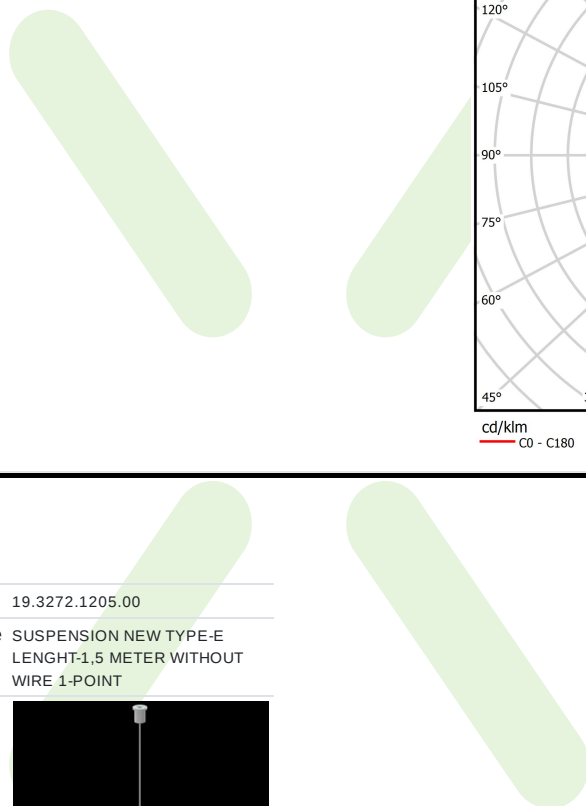 120°
105°
90°
75°
60°
45°
cd/klm
C0 - C180
19.3272.1205.00
SUSPENSION NEW TYPE-E
LENGHT-1,5 METER WITHOUT
WIRE 1-POINT